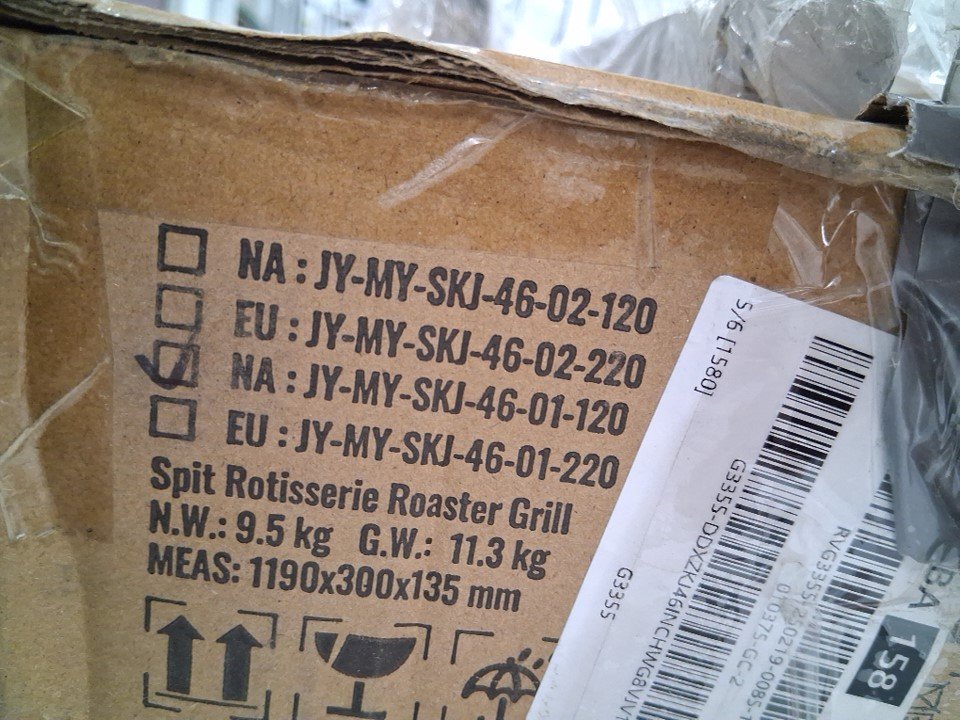 NA : JY-MY-SKJ-46-02-120
EU : JY-MY-SKJ-46-02-220
NA : JY-MY-SKJ-46-01-120
EU : JY-MY-SKJ-46-01-220
Spit Rotisserie Roaster Grill
N.W.: 9.5 kg G.W.: 11.3 kg
MEAS: 1190x300x135 mm
S/6 [1580]
G3355
158